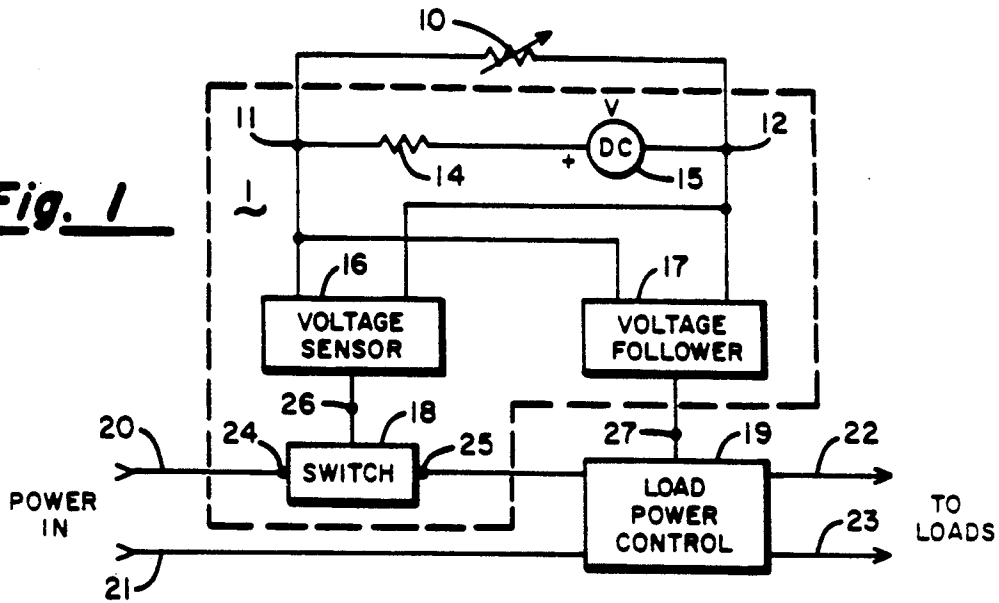 10
V
11
12
+
DC
14
15
Fig. 1
1
16
17
VOLTAGE
SENSOR
VOLTAGE
FOLLOWER
26
18
27
19
20
24
25
22
SWITCH
POWER
IN
LOAD
POWER
CONTROL
TO
LOADS
23
21